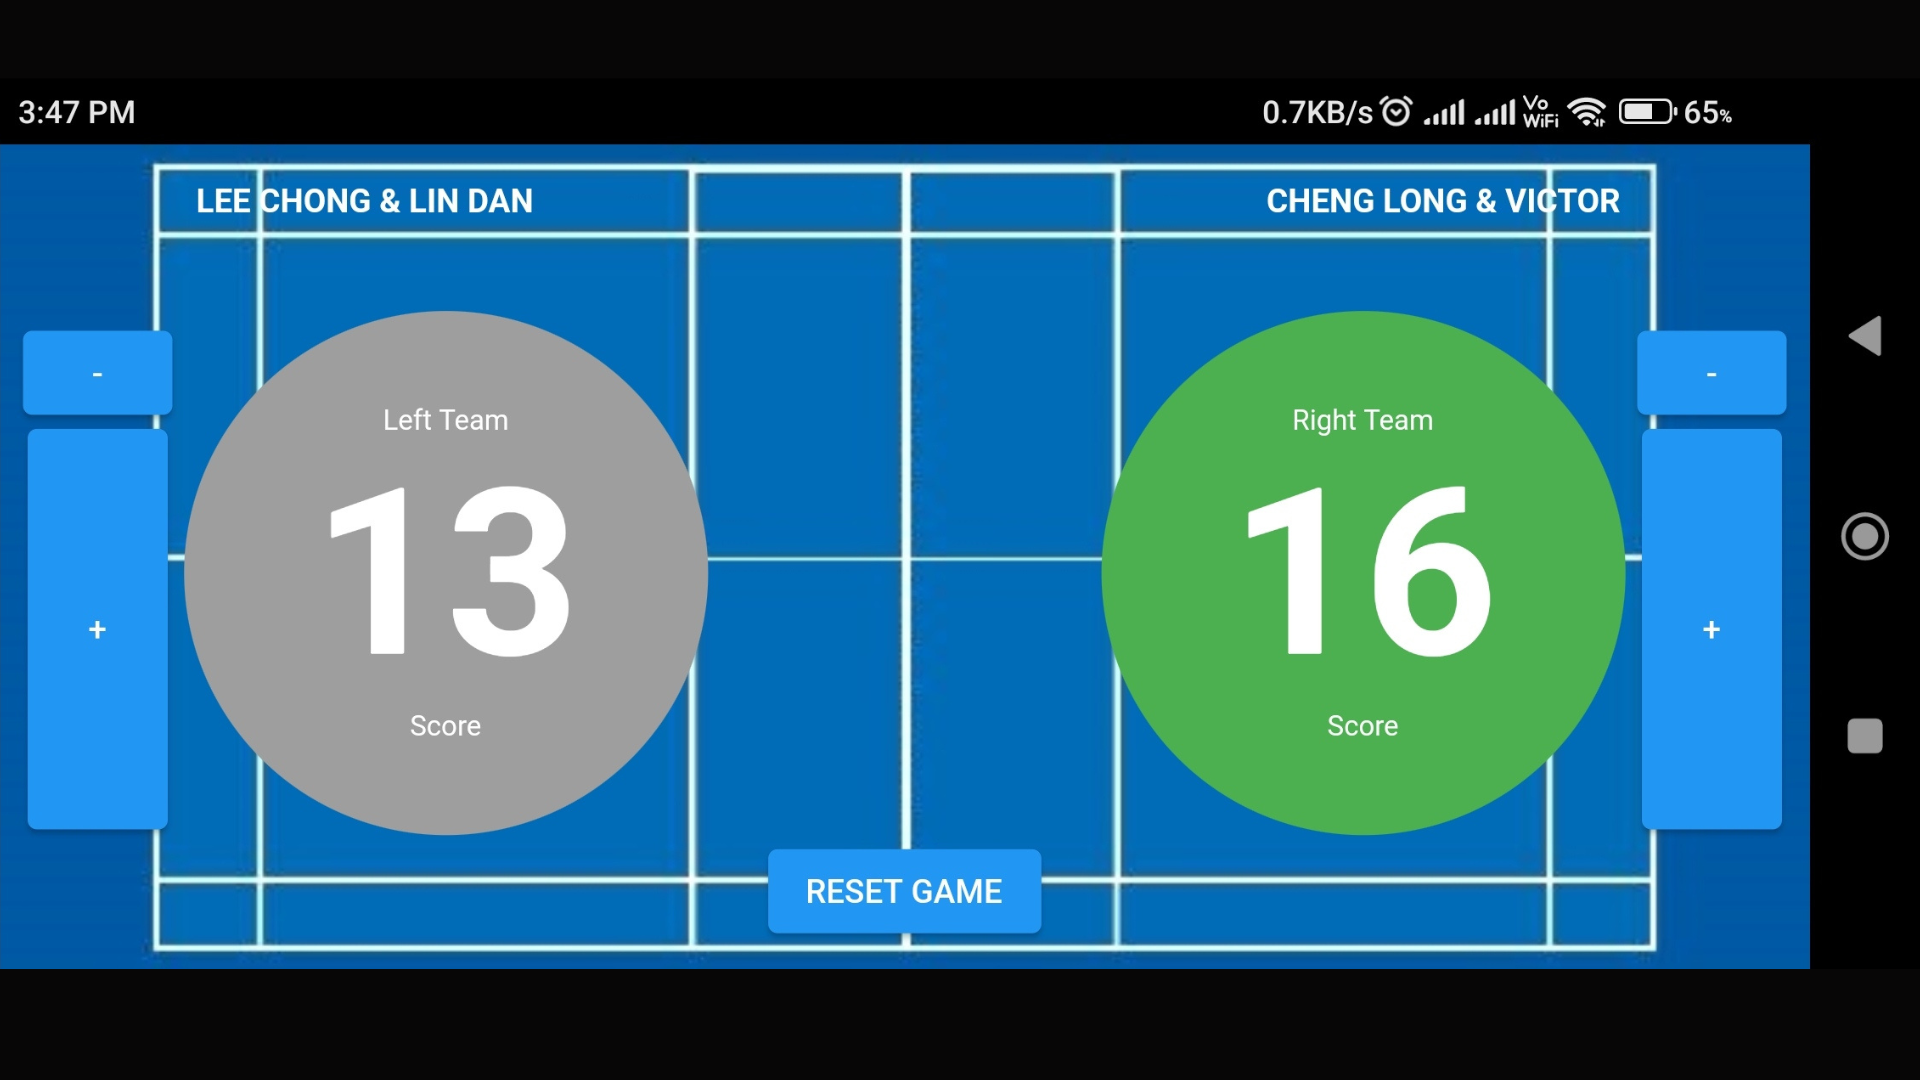 3:47 PM
0.7KB/s Vo WiFi 65%
LEE CHONG & LIN DAN
CHENG LONG & VICTOR
-
-
Left Team
Right Team
13
16
+
+
Score
Score
RESET GAME